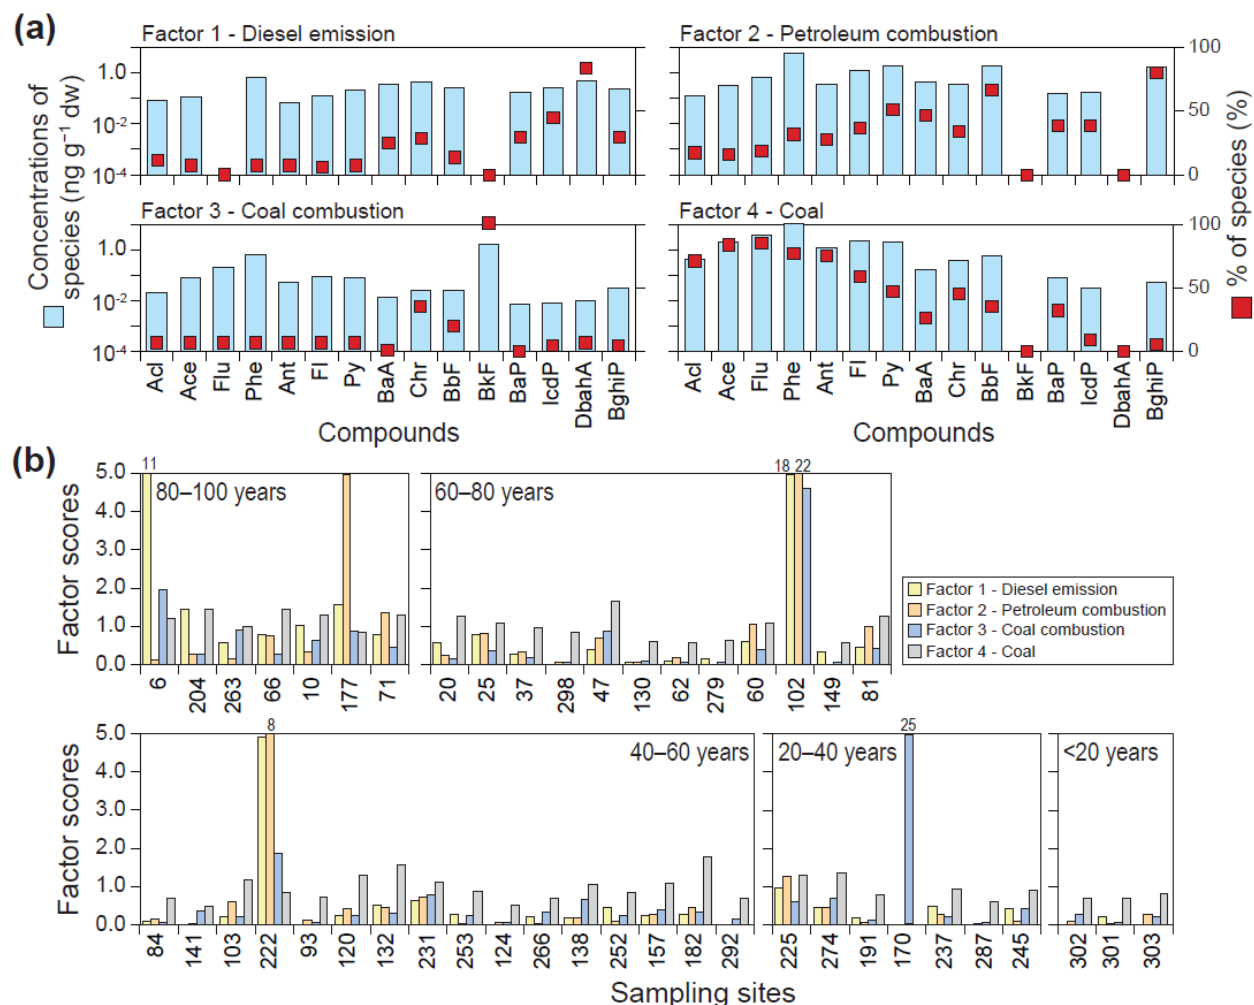 (a)
Factor 1 - Diesel emission
Factor 2 - Petroleum combustion
Concentrations of
species (ng g⁻¹ dw)
1.0
10⁻²
10⁻⁴
100
50
0
% of species (%)
Factor 3 - Coal combustion
Factor 4 - Coal
1.0
10⁻²
10⁻⁴
100
50
0
Acl Ace Flu Phe Ant Fl Py BaA Chr BbF BkF BaP IcdP DbahA BghiP
Acl Ace Flu Phe Ant Fl Py BaA Chr BbF BkF BaP IcdP DbahA BghiP
Compounds
Compounds
(b)
Factor scores
5.0
4.0
3.0
2.0
1.0
0.0
11
80–100 years
60–80 years
18 22
Factor 1 - Diesel emission
Factor 2 - Petroleum combustion
Factor 3 - Coal combustion
Factor 4 - Coal
6 204 263 66 10 177 71
20 25 37 298 47 130 62 279 60 102 149 81
Factor scores
5.0
4.0
3.0
2.0
1.0
0.0
8
40–60 years
20–40 years
25
<20 years
84 141 103 222 93 120 132 231 253 124 266 138 252 157 182 292
225 274 191 170 237 287 245
302 301 303
Sampling sites